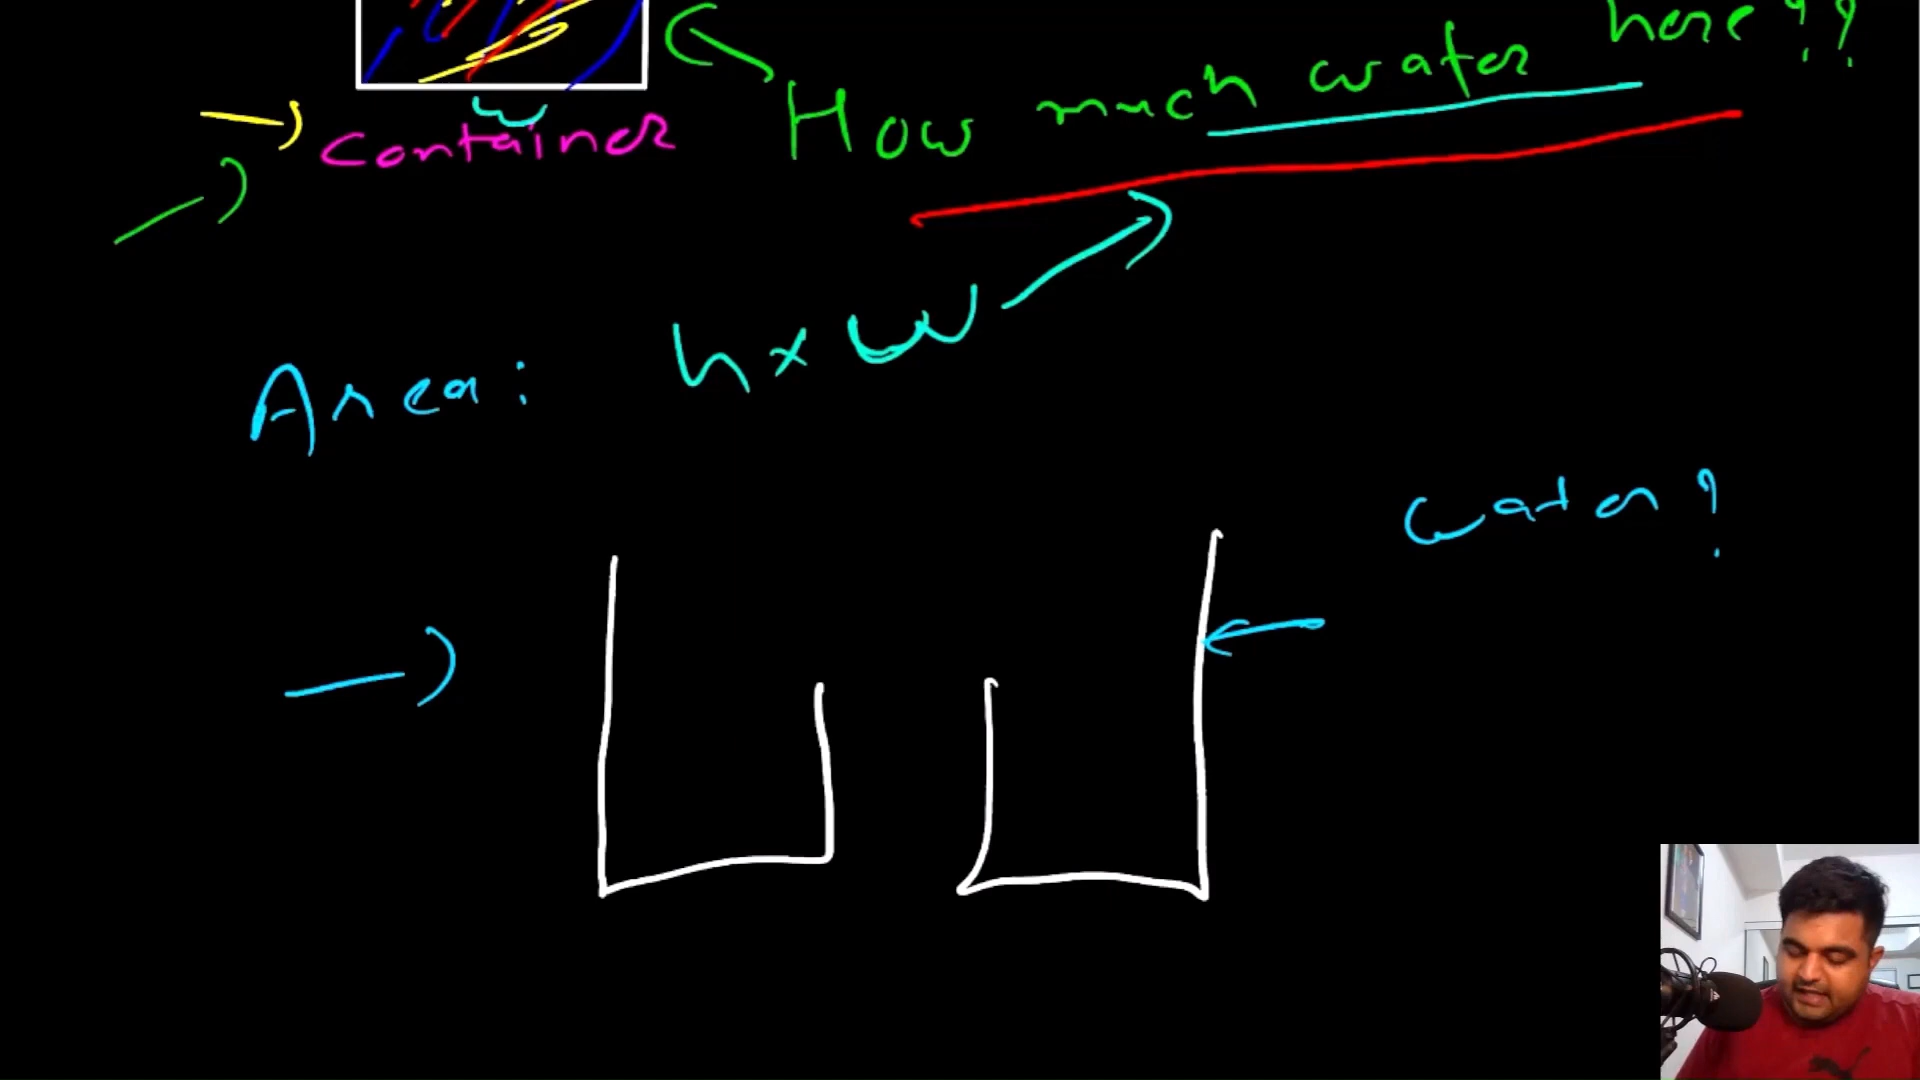 How much water here??
w
Container
Area: h x w
water?